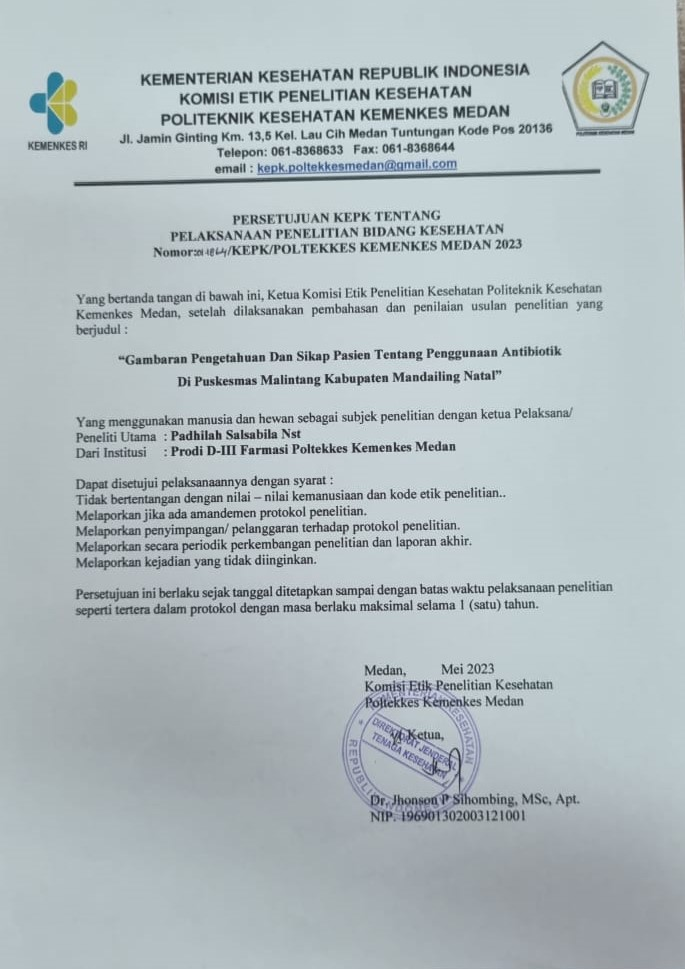 KEMENKES RI
KEMENTERIAN KESEHATAN REPUBLIK INDONESIA
KOMISI ETIK PENELITIAN KESEHATAN
POLITEKNIK KESEHATAN KEMENKES MEDAN
Jl. Jamin Ginting Km. 13,5 Kel. Lau Cih Medan Tuntungan Kode Pos 20136
Telepon: 061-8368633 Fax: 061-8368644
email : kepk.poltekkesmedan@gmail.com
PERSETUJUAN KEPK TENTANG
PELAKSANAAN PENELITIAN BIDANG KESEHATAN
Nomor: /KEPK/POLTEKKES KEMENKES MEDAN 2023
Yang bertanda tangan di bawah ini, Ketua Komisi Etik Penelitian Kesehatan Politeknik Kesehatan
Kemenkes Medan, setelah dilaksanakan pembahasan dan penilaian usulan penelitian yang
berjudul :
“Gambaran Pengetahuan Dan Sikap Pasien Tentang Penggunaan Antibiotik
Di Puskesmas Malintang Kabupaten Mandailing Natal”
Yang menggunakan manusia dan hewan sebagai subjek penelitian dengan ketua Pelaksana/
Peneliti Utama : Padhilah Salsabila Nst
Dari Institusi : Prodi D-III Farmasi Poltekkes Kemenkes Medan
Dapat disetujui pelaksanaannya dengan syarat :
Tidak bertentangan dengan nilai – nilai kemanusiaan dan kode etik penelitian..
Melaporkan jika ada amandemen protokol penelitian.
Melaporkan penyimpangan/ pelanggaran terhadap protokol penelitian.
Melaporkan secara periodik perkembangan penelitian dan laporan akhir.
Melaporkan kejadian yang tidak diinginkan.
Persetujuan ini berlaku sejak tanggal ditetapkan sampai dengan batas waktu pelaksanaan penelitian
seperti tertera dalam protokol dengan masa berlaku maksimal selama 1 (satu) tahun.
Medan, Mei 2023
Komisi Etik Penelitian Kesehatan
Poltekkes Kemenkes Medan
Ketua,
KEMENTERIAN KESEHATAN
DIREKTORAT JENDERAL
TENAGA KESEHATAN
REPUBLIK INDONESIA
Dr. Jhonson P Sihombing, MSc, Apt.
NIP. 196901302003121001